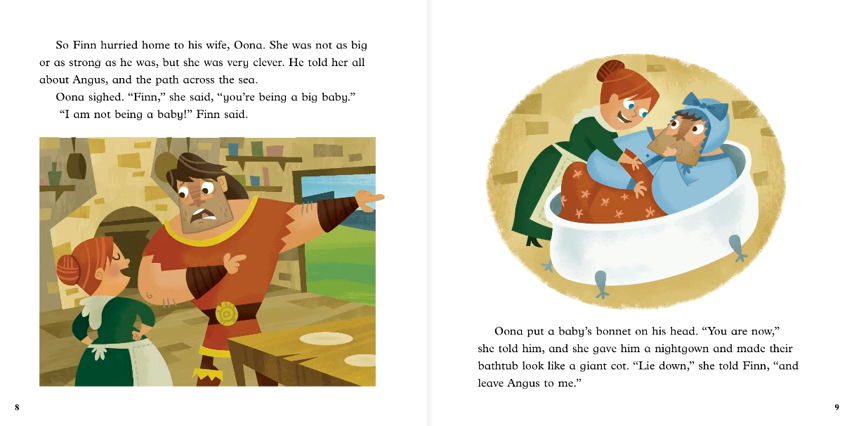 So Finn hurried home to his wife, Oona. She was not as big
or as strong as he was, but she was very clever. He told her all
about Angus, and the path across the sea.
Oona sighed. “Finn,” she said, “you’re being a big baby.”
“I am not being a baby!” Finn said.
8
Oona put a baby’s bonnet on his head. “You are now,”
she told him, and she gave him a nightgown and made their
bathtub look like a giant cot. “Lie down,” she told Finn, “and
leave Angus to me.”
9